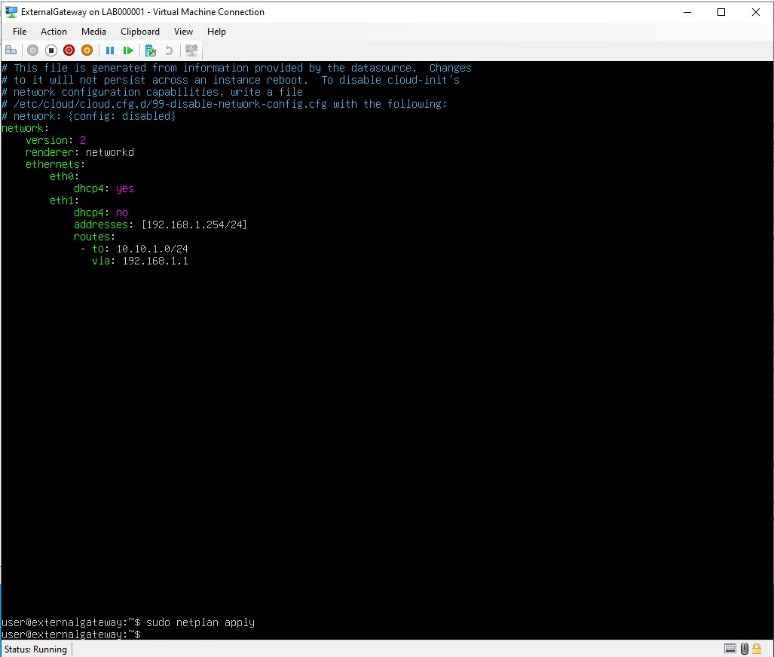 ExternalGateway on LAB000001 - Virtual Machine Connection
File Action Media Clipboard View Help
# This file is generated from information provided by the datasource.  Changes
# to it will not persist across an instance reboot.  To disable cloud-init's
# network configuration capabilities, write a file
# /etc/cloud/cloud.cfg.d/99-disable-network-config.cfg with the following:
# network: {config: disabled}
network:
    version: 2
    renderer: networkd
    ethernets:
        eth0:
            dhcp4: yes
        eth1:
            dhcp4: no
            addresses: [192.168.1.254/24]
            routes:
             - to: 10.10.1.0/24
               via: 192.168.1.1
user@externalgateway:~$ sudo netplan apply
user@externalgateway:~$
Status: Running